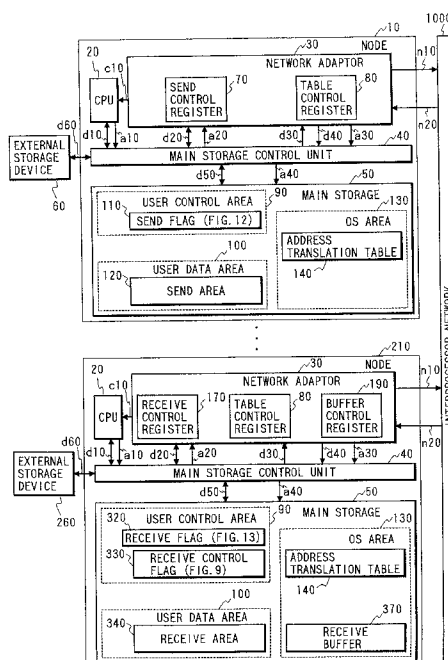 1000
10
NODE
30
NETWORK ADAPTOR
n10
20
c10
CPU
70
SEND CONTROL REGISTER
80
TABLE CONTROL REGISTER
n20
d60
d10
a10
d20
a20
d30
d40
a30
40
EXTERNAL STORAGE DEVICE
MAIN STORAGE CONTROL UNIT
60
d50
a40
50
90
USER CONTROL AREA
MAIN STORAGE
110
SEND FLAG (FIG.12)
130
OS AREA
100
USER DATA AREA
ADDRESS TRANSLATION TABLE
120
SEND AREA
140
210
NODE
30
NETWORK ADAPTOR
n10
20
c10
CPU
170
RECEIVE CONTROL REGISTER
80
TABLE CONTROL REGISTER
190
BUFFER CONTROL REGISTER
n20
d60
d10
a10
d20
a20
d30
d40
a30
40
EXTERNAL STORAGE DEVICE
MAIN STORAGE CONTROL UNIT
260
d50
a40
50
90
320
USER CONTROL AREA
MAIN STORAGE
RECEIVE FLAG (FIG.13)
130
OS AREA
330
RECEIVE CONTROL FLAG (FIG.9)
ADDRESS TRANSLATION TABLE
140
100
USER DATA AREA
340
RECEIVE AREA
370
RECEIVE BUFFER